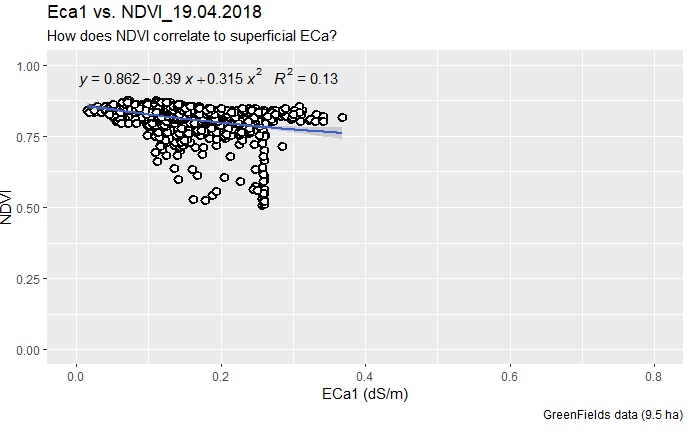 Eca1 vs. NDVI_19.04.2018
How does NDVI correlate to superficial ECa?
y = 0.862 − 0.39 x + 0.315 x² R² = 0.13
1.00
0.75
0.50
0.25
0.00
NDVI
0.0 0.2 0.4 0.6 0.8
ECa1 (dS/m)
GreenFields data (9.5 ha)